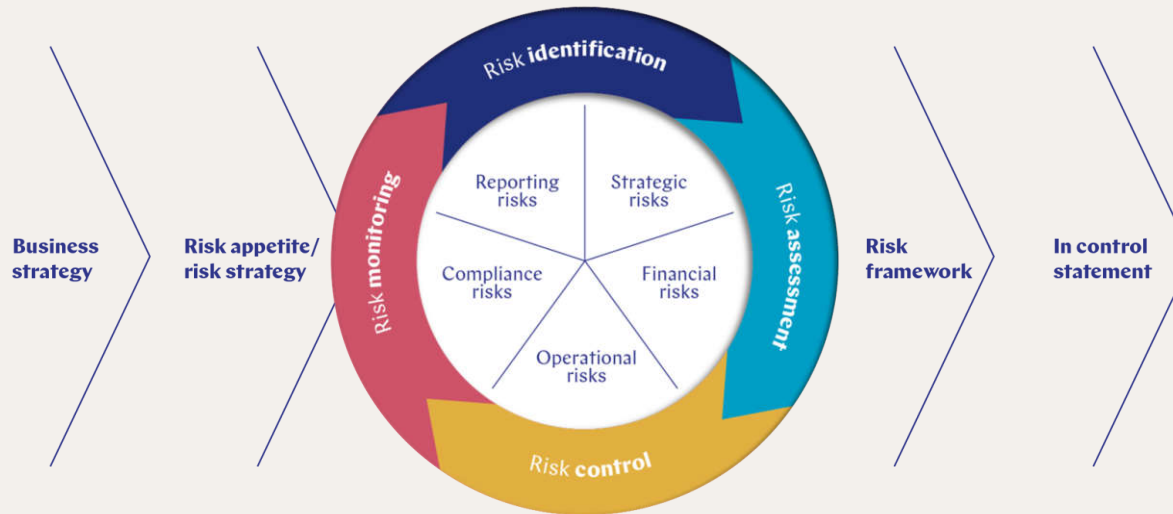 Business
strategy
Risk appetite/
risk strategy
Risk identification
Risk assessment
Risk control
Risk monitoring
Reporting
risks
Strategic
risks
Compliance
risks
Financial
risks
Operational
risks
Risk
framework
In control
statement